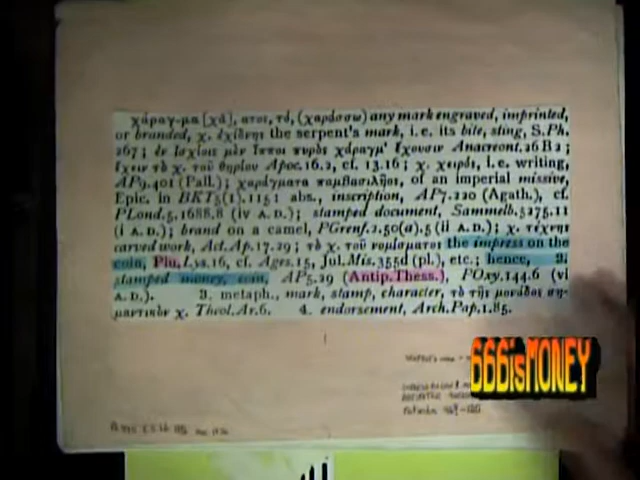 χάραγ-μα [χᾰ], ατος, τό, (χαράσσω) any mark engraved, imprinted,
or branded, χ. ἐχίδνης the serpent's mark, i.e. its bite, sting, S.Ph.
267; ἐν ἰσχίοις μὲν ἵπποι πυρὸς χάραγμ' ἔχουσιν Anacreont.26B2;
ἔχειν τὸ χ. τοῦ θηρίου Apoc.16.2, cf. 13.16; χ. χειρός, i.e. writing,
AP9.401 (Pall.); χαράγματα παμβασιλῆος, of an imperial missive,
Epic. in BKT5(1).115; abs., inscription, AP7.220 (Agath.), cf.
PLond.5.1688.8 (iv A.D.); stamped document, Sammelb.5275.11
(i A.D.); brand on a camel, PGrenf.2.50(a).5 (ii A.D.); χ. τέχνης
carved work, Act.Ap.17.29; τὸ χ. τοῦ νομίσματος the impress on the
coin, Plu.Lys.16, cf. Ages.15, Jul.Mis.355d (pl.), etc.: hence, 2.
stamped money, coin, AP5.29 (Antip.Thess.), POxy.144.6 (vi
A.D.). 3. metaph., mark, stamp, character, τὸ τῆς μονάδος ση-
μαντικὸν χ. Theol.Ar.6. 4. endorsement, Arch.Pap.1.85.
666isMONEY